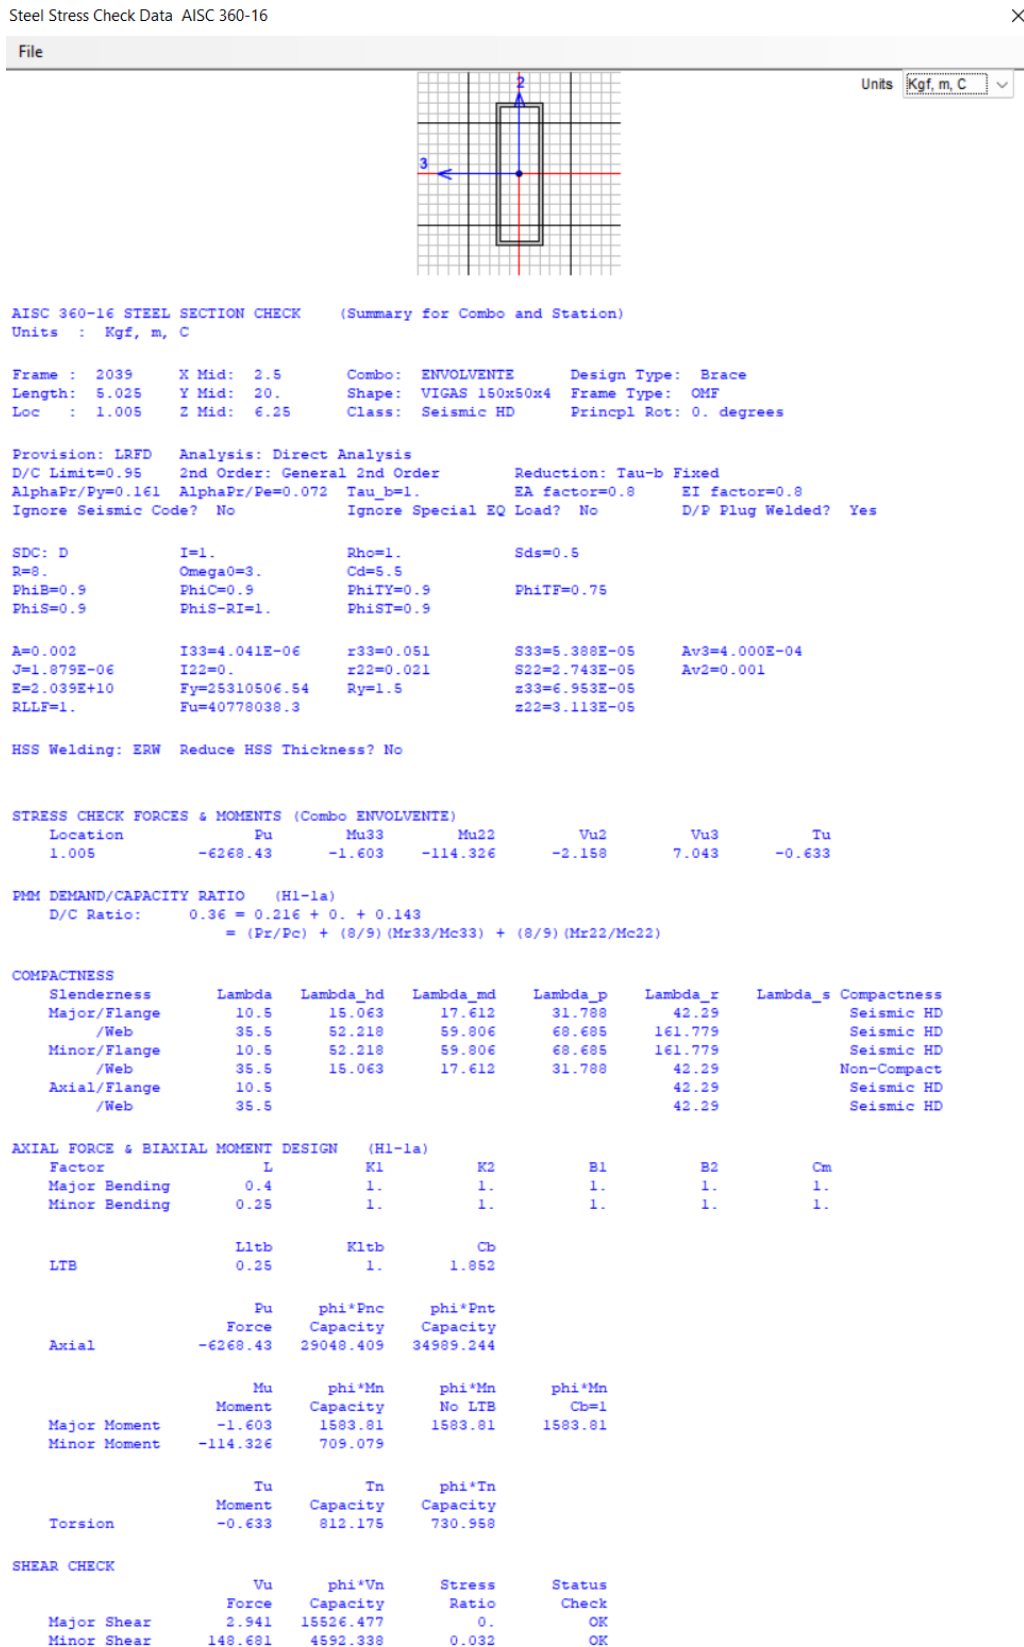 Steel Stress Check Data AISC 360-16
File
Units Kgf, m, C
2
3
AISC 360-16 STEEL SECTION CHECK (Summary for Combo and Station)
Units : Kgf, m, C
Frame : 2039 X Mid: 2.5 Combo: ENVOLVENTE Design Type: Brace
Length: 5.025 Y Mid: 20. Shape: VIGAS 150x50x4 Frame Type: OMF
Loc : 1.005 Z Mid: 6.25 Class: Seismic HD Princpl Rot: 0. degrees
Provision: LRFD Analysis: Direct Analysis
D/C Limit=0.95 2nd Order: General 2nd Order Reduction: Tau-b Fixed
AlphaPr/Py=0.161 AlphaPr/Pe=0.072 Tau_b=1. EA factor=0.8 EI factor=0.8
Ignore Seismic Code? No Ignore Special EQ Load? No D/P Plug Welded? Yes
SDC: D I=1. Rho=1. Sds=0.5
R=8. Omega0=3. Cd=5.5
PhiB=0.9 PhiC=0.9 PhiTY=0.9 PhiTF=0.75
PhiS=0.9 PhiS-RI=1. PhiST=0.9
A=0.002 I33=4.041E-06 r33=0.051 S33=5.388E-05 Av3=4.000E-04
J=1.879E-06 I22=0. r22=0.021 S22=2.743E-05 Av2=0.001
E=2.039E+10 Fy=25310506.54 Ry=1.5 z33=6.953E-05
RLLF=1. Fu=40778038.3 z22=3.113E-05
HSS Welding: ERW Reduce HSS Thickness? No
STRESS CHECK FORCES & MOMENTS (Combo ENVOLVENTE)
Location Pu Mu33 Mu22 Vu2 Vu3 Tu
1.005 -6268.43 -1.603 -114.326 -2.158 7.043 -0.633
PMM DEMAND/CAPACITY RATIO (H1-1a)
D/C Ratio: 0.36 = 0.216 + 0. + 0.143
= (Pr/Pc) + (8/9)(Mr33/Mc33) + (8/9)(Mr22/Mc22)
COMPACTNESS
Slenderness Lambda Lambda_hd Lambda_md Lambda_p Lambda_r Lambda_s Compactness
Major/Flange 10.5 15.063 17.612 31.788 42.29 Seismic HD
/Web 35.5 52.218 59.806 68.685 161.779 Seismic HD
Minor/Flange 10.5 52.218 59.806 68.685 161.779 Seismic HD
/Web 35.5 15.063 17.612 31.788 42.29 Non-Compact
Axial/Flange 10.5 42.29 Seismic HD
/Web 35.5 42.29 Seismic HD
AXIAL FORCE & BIAXIAL MOMENT DESIGN (H1-1a)
Factor L K1 K2 B1 B2 Cm
Major Bending 0.4 1. 1. 1. 1. 1.
Minor Bending 0.25 1. 1. 1. 1. 1.
Lltb Kltb Cb
LTB 0.25 1. 1.852
Pu phi*Pnc phi*Pnt
Force Capacity Capacity
Axial -6268.43 29048.409 34989.244
Mu phi*Mn phi*Mn phi*Mn
Moment Capacity No LTB Cb=1
Major Moment -1.603 1583.81 1583.81 1583.81
Minor Moment -114.326 709.079
Tu Tn phi*Tn
Moment Capacity Capacity
Torsion -0.633 812.175 730.958
SHEAR CHECK
Vu phi*Vn Stress Status
Force Capacity Ratio Check
Major Shear 2.941 15526.477 0. OK
Minor Shear 148.681 4592.338 0.032 OK